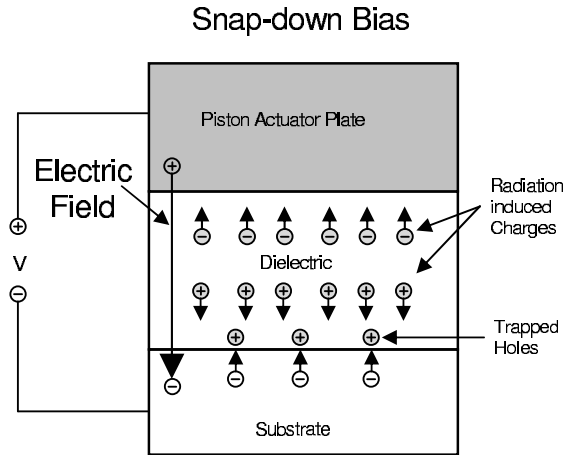 Snap-down Bias
Piston Actuator Plate
+
Electric
Field
Radiation
induced
Charges
+
V
−
− − − − − −
Dielectric
+ + + + + +
+ + +
Trapped
Holes
− − − −
Substrate